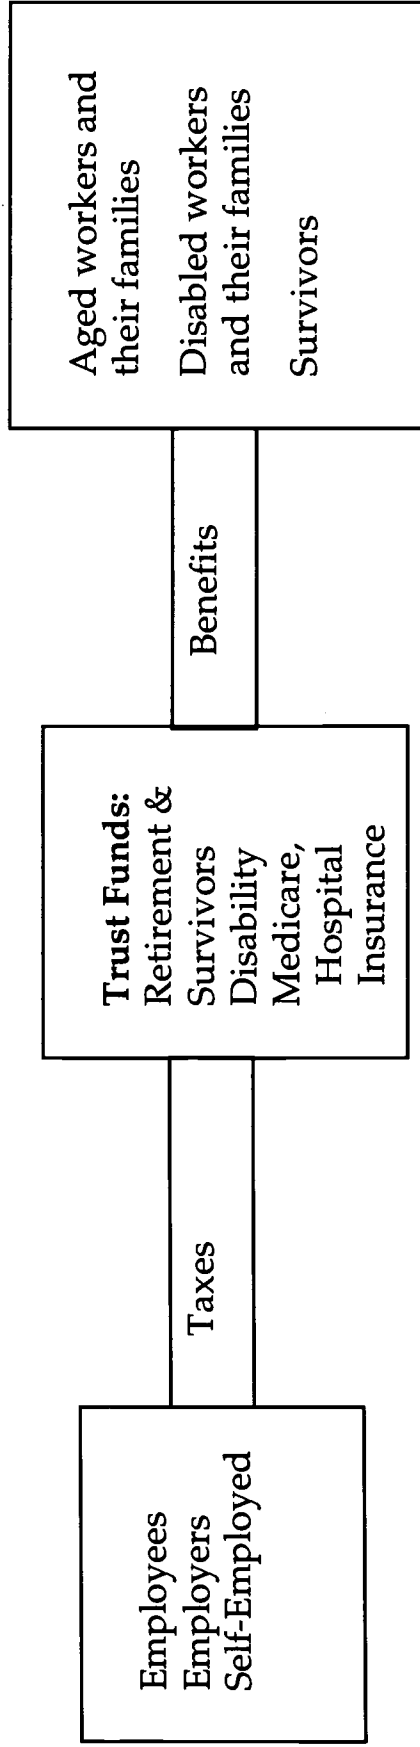 Employees
Employers
Self-Employed
Taxes
Trust Funds:
Retirement &
Survivors
Disability
Medicare,
Hospital
Insurance
Benefits
Aged workers and
their families
Disabled workers
and their families
Survivors